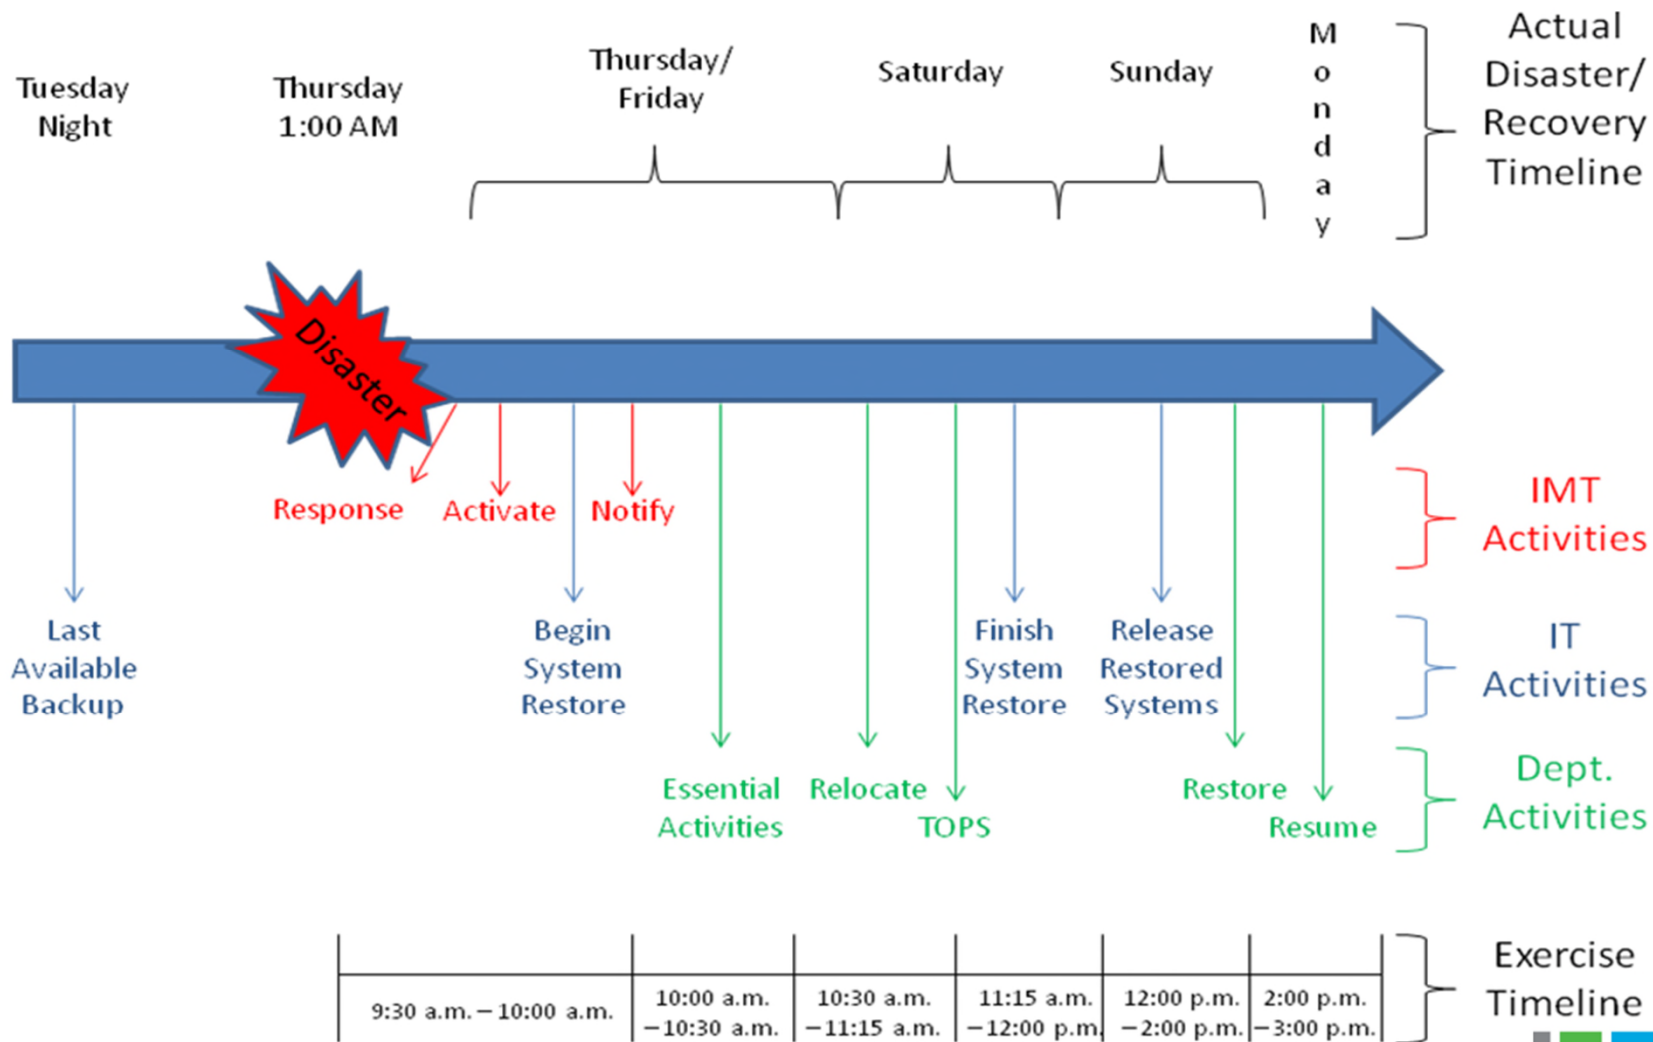 Tuesday
Night
Thursday
1:00 AM
Thursday/
Friday
Saturday
Sunday
M
o
n
d
a
y
Actual
Disaster/
Recovery
Timeline
Disaster
Response
Activate
Notify
IMT
Activities
Last
Available
Backup
Begin
System
Restore
Finish
System
Restore
Release
Restored
Systems
IT
Activities
Essential
Activities
Relocate
TOPS
Restore
Resume
Dept.
Activities
9:30 a.m. – 10:00 a.m.
10:00 a.m.
–10:30 a.m.
10:30 a.m.
–11:15 a.m.
11:15 a.m.
–12:00 p.m.
12:00 p.m.
–2:00 p.m.
2:00 p.m.
–3:00 p.m.
Exercise
Timeline